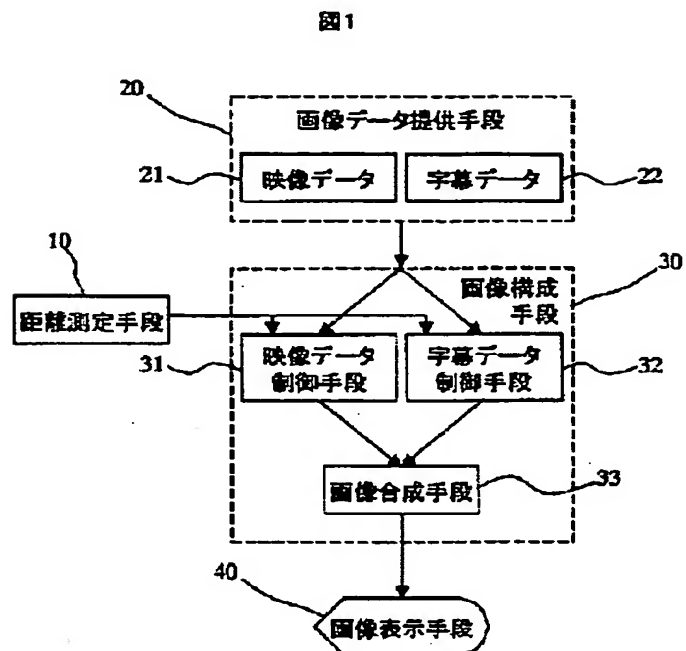 図1
20
画像データ提供手段
21
映像データ
字幕データ
22
10
距離測定手段
画像構成
手段
30
31
映像データ
制御手段
字幕データ
制御手段
32
画像合成手段
33
40
画像表示手段